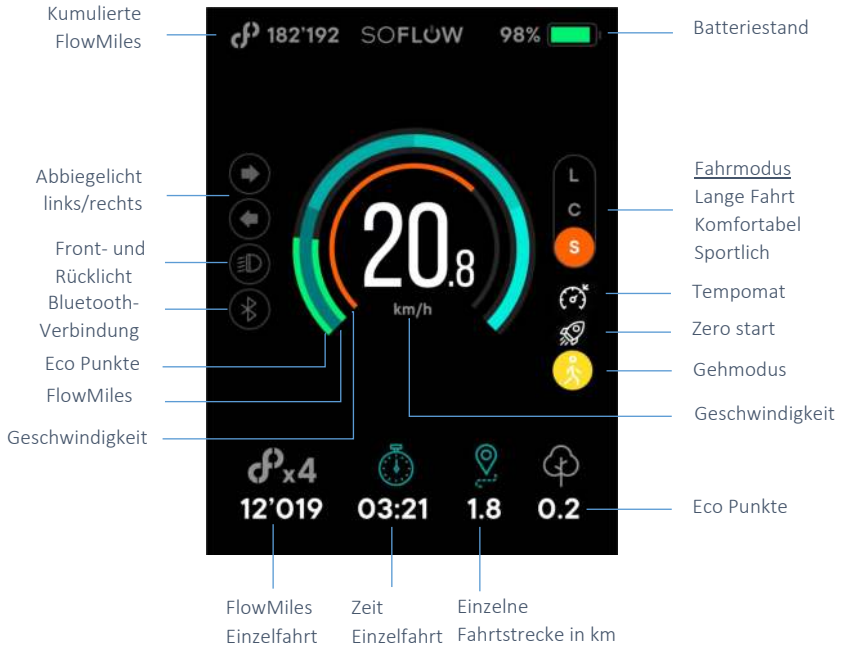 Kumulierte
FlowMiles
182'192
SOFLOW
98%
Batteriestand
Abbiegelicht
links/rechts
Front- und
Rücklicht
Bluetooth-
Verbindung
Eco Punkte
FlowMiles
Geschwindigkeit
20.8
km/h
L
C
S
Fahrmodus
Lange Fahrt
Komfortabel
Sportlich
Tempomat
Zero start
Gehmodus
Geschwindigkeit
x4
12'019
03:21
1.8
0.2
Eco Punkte
FlowMiles
Einzelfahrt
Zeit
Einzelfahrt
Einzelne
Fahrtstrecke in km